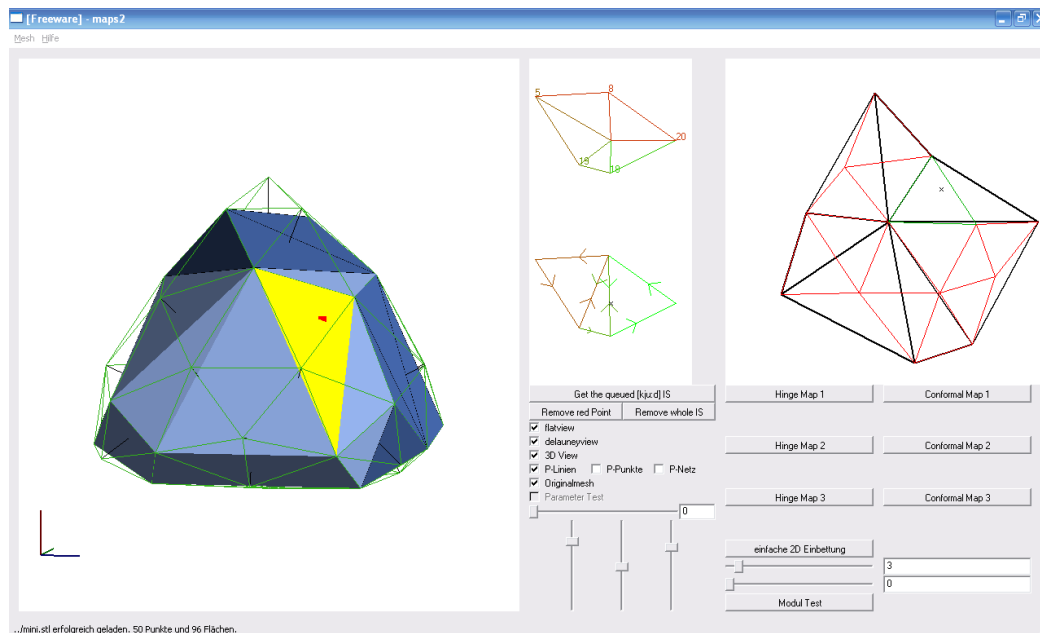 [Freeware] - maps2
Mesh Hilfe
5
8
20
19
18
Get the queued [kju:d] IS
Remove red Point Remove whole IS
flatview
delauneyview
3D View
P-Linien P-Punkte P-Netz
Originalmesh
Parameter Test
0
Hinge Map 1 Conformal Map 1
Hinge Map 2 Conformal Map 2
Hinge Map 3 Conformal Map 3
einfache 2D Einbettung
3
0
Modul Test
../mini.stl erfolgreich geladen. 50 Punkte und 96 Flächen.